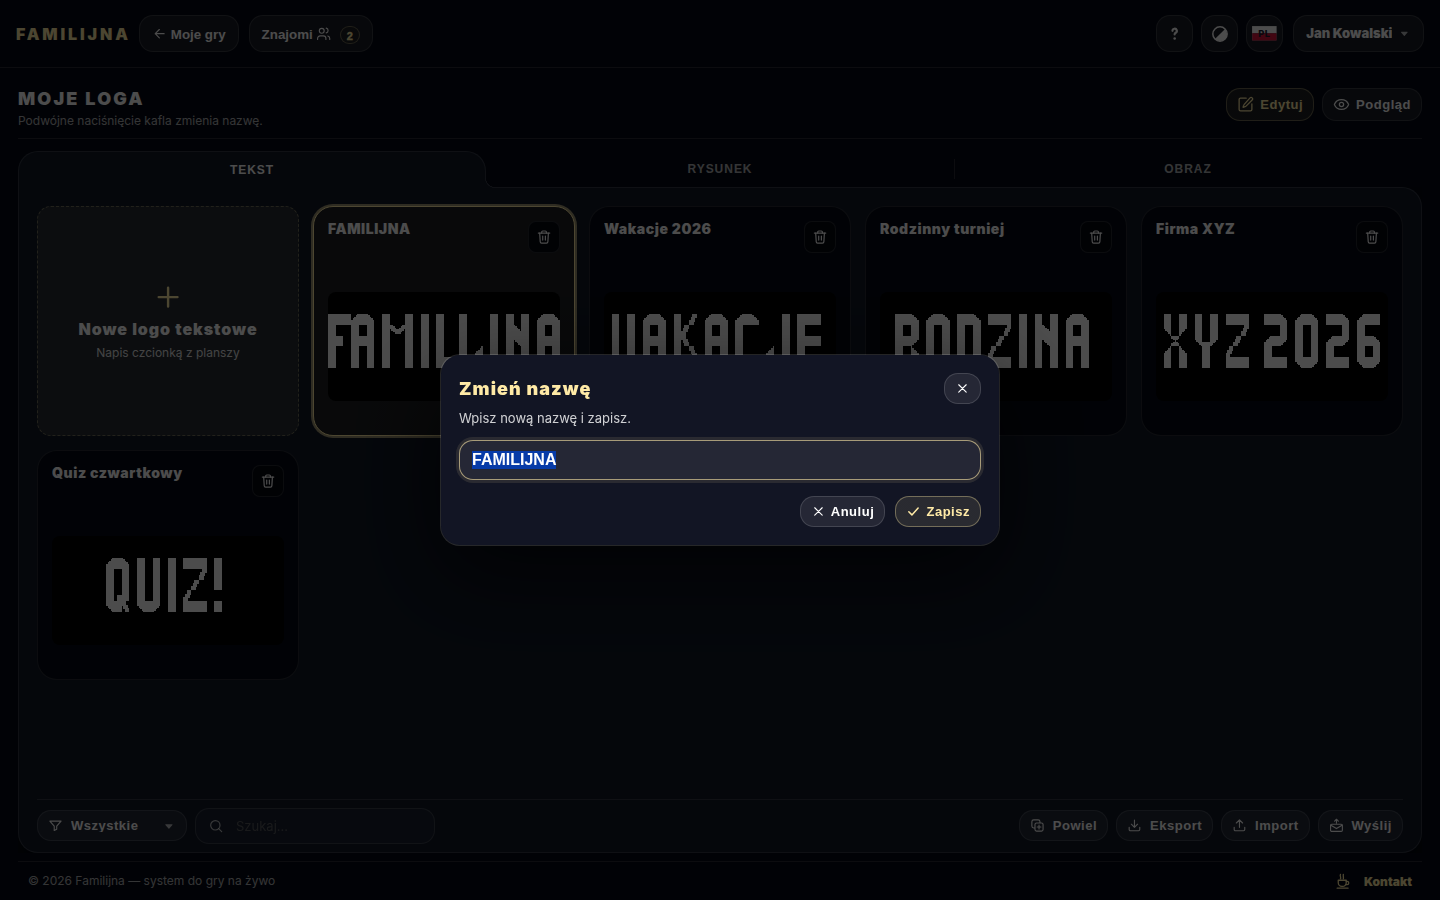 FAMILIJNA
Moje gry
Znajomi 2
?
PL
Jan Kowalski
MOJE LOGA
Podwójne naciśnięcie kafla zmienia nazwę.
Edytuj
Podgląd
TEKST
RYSUNEK
OBRAZ
Nowe logo tekstowe
Napis czcionką z planszy
FAMILIJNA
FAMILIJNA
Wakacje 2026
WAKACJE
Rodzinny turniej
RODZINA
Firma XYZ
XYZ 2026
Quiz czwartkowy
QUIZ!
Zmień nazwę
Wpisz nową nazwę i zapisz.
FAMILIJNA
Anuluj
Zapisz
Wszystkie
Szukaj...
Powiel
Eksport
Import
Wyślij
© 2026 Familijna — system do gry na żywo
Kontakt